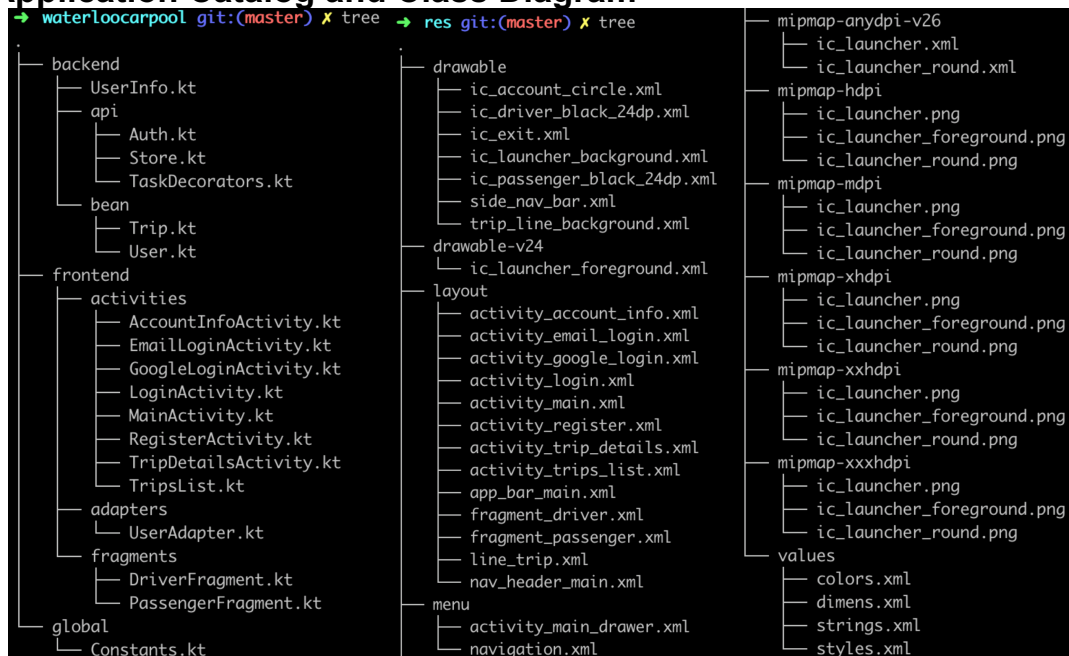 Application Catalog and Class Diagram
➜ waterloocarpool git:(master) ✗ tree
.
├── backend
│   ├── UserInfo.kt
│   ├── api
│   │   ├── Auth.kt
│   │   ├── Store.kt
│   │   └── TaskDecorators.kt
│   └── bean
│       ├── Trip.kt
│       └── User.kt
├── frontend
│   ├── activities
│   │   ├── AccountInfoActivity.kt
│   │   ├── EmailLoginActivity.kt
│   │   ├── GoogleLoginActivity.kt
│   │   ├── LoginActivity.kt
│   │   ├── MainActivity.kt
│   │   ├── RegisterActivity.kt
│   │   ├── TripDetailsActivity.kt
│   │   └── TripsList.kt
│   ├── adapters
│   │   └── UserAdapter.kt
│   └── fragments
│       ├── DriverFragment.kt
│       └── PassengerFragment.kt
└── global
    └── Constants.kt
➜ res git:(master) ✗ tree
.
├── drawable
│   ├── ic_account_circle.xml
│   ├── ic_driver_black_24dp.xml
│   ├── ic_exit.xml
│   ├── ic_launcher_background.xml
│   ├── ic_passenger_black_24dp.xml
│   ├── side_nav_bar.xml
│   └── trip_line_background.xml
├── drawable-v24
│   └── ic_launcher_foreground.xml
├── layout
│   ├── activity_account_info.xml
│   ├── activity_email_login.xml
│   ├── activity_google_login.xml
│   ├── activity_login.xml
│   ├── activity_main.xml
│   ├── activity_register.xml
│   ├── activity_trip_details.xml
│   ├── activity_trips_list.xml
│   ├── app_bar_main.xml
│   ├── fragment_driver.xml
│   ├── fragment_passenger.xml
│   ├── line_trip.xml
│   └── nav_header_main.xml
├── menu
│   ├── activity_main_drawer.xml
│   └── navigation.xml
├── mipmap-anydpi-v26
│   ├── ic_launcher.xml
│   └── ic_launcher_round.xml
├── mipmap-hdpi
│   ├── ic_launcher.png
│   ├── ic_launcher_foreground.png
│   └── ic_launcher_round.png
├── mipmap-mdpi
│   ├── ic_launcher.png
│   ├── ic_launcher_foreground.png
│   └── ic_launcher_round.png
├── mipmap-xhdpi
│   ├── ic_launcher.png
│   ├── ic_launcher_foreground.png
│   └── ic_launcher_round.png
├── mipmap-xxhdpi
│   ├── ic_launcher.png
│   ├── ic_launcher_foreground.png
│   └── ic_launcher_round.png
├── mipmap-xxxhdpi
│   ├── ic_launcher.png
│   ├── ic_launcher_foreground.png
│   └── ic_launcher_round.png
└── values
    ├── colors.xml
    ├── dimens.xml
    ├── strings.xml
    └── styles.xml